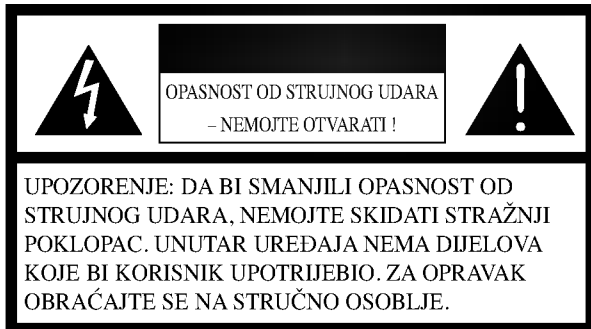 OPASNOST OD STRUJNOG UDARA
– NEMOJTE OTVARATI !
UPOZORENJE: DA BI SMANJILI OPASNOST OD
STRUJNOG UDARA, NEMOJTE SKIDATI STRAŽNJI
POKLOPAC. UNUTAR UREĐAJA NEMA DIJELOVA
KOJE BI KORISNIK UPOTRIJEBIO. ZA OPRAVAK
OBRAĆAJTE SE NA STRUČNO OSOBLJE.